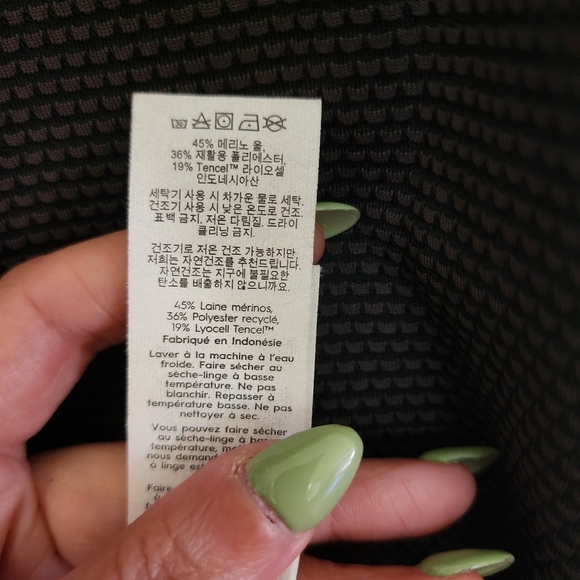 45% 메리노 울,
36% 재활용 폴리에스터,
19% Tencel™ 라이오셀
인도네시아산
세탁기 사용 시 차가운 물로 세탁.
건조기 사용 시 낮은 온도로 건조.
표백 금지. 저온 다림질. 드라이
클리닝 금지.
건조기로 저온 건조 가능하지만,
저희는 자연건조를 추천드립니다.
자연건조는 지구에 불필요한
탄소를 배출하지 않으니까요.
45% Laine mérinos,
36% Polyester recyclé,
19% Lyocell Tencel™
Fabriqué en Indonésie
Laver à la machine à l'eau
froide. Faire sécher au
sèche-linge à basse
température. Ne pas
blanchir. Repasser à
température basse. Ne pas
nettoyer à sec.
Vous pouvez faire sécher
au sèche-linge à
température,
nous
à linge
Faire